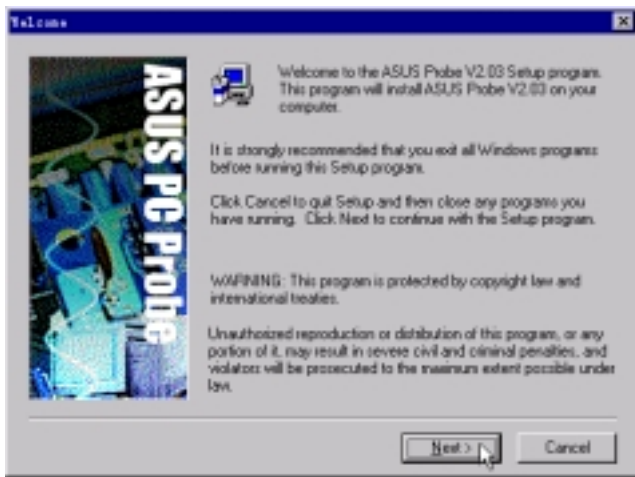 Welcome
ASUS PC Probe
Welcome to the ASUS Probe V2.03 Setup program.
This program will install ASUS Probe V2.03 on your
computer.
It is strongly recommended that you exit all Windows programs
before running this Setup program.
Click Cancel to quit Setup and then close any programs you
have running. Click Next to continue with the Setup program.
WARNING: This program is protected by copyright law and
international treaties.
Unauthorized reproduction or distribution of this program, or any
portion of it, may result in severe civil and criminal penalties, and
violators will be prosecuted to the maximum extent possible under
law.
Next >
Cancel